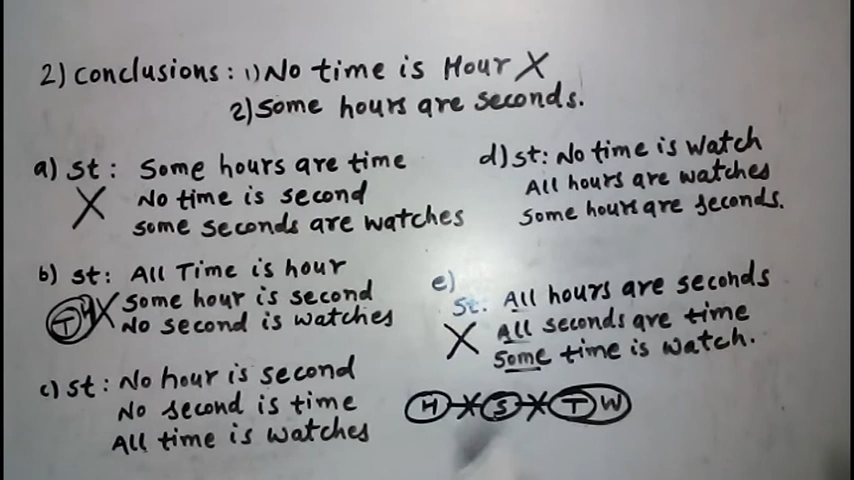 2) Conclusions: 1) No time is Hour X
2) Some hours are seconds.
a) St: Some hours are time
X No time is second
some seconds are watches
b) St: All Time is hour
T H X Some hour is second
No second is watches
c) St: No hour is second
No second is time
All time is watches
d) St: No time is watch
All hours are watches
Some hours are seconds.
e)
St. All hours are seconds
X All seconds are time
Some time is watch.
H X S X T W